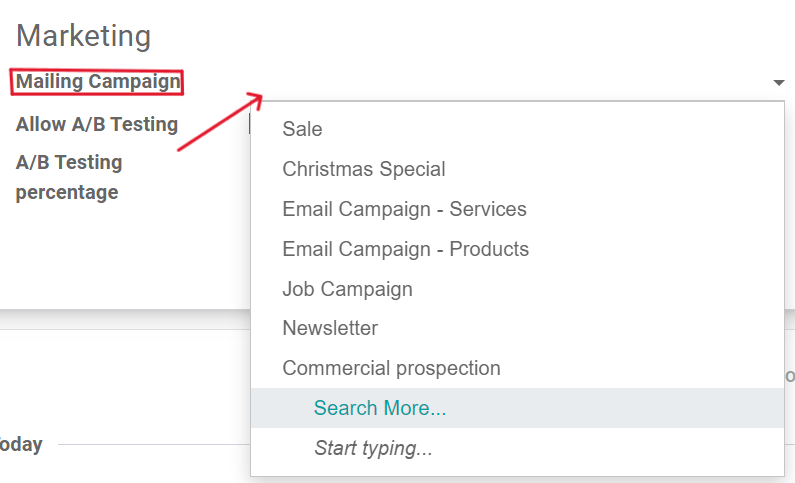 Marketing
Mailing Campaign
Allow A/B Testing
A/B Testing
percentage
Sale
Christmas Special
Email Campaign - Services
Email Campaign - Products
Job Campaign
Newsletter
Commercial prospection
Search More...
Start typing...
oday